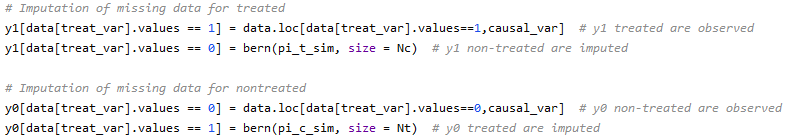 # Imputation of missing data for treated
y1[data[treat_var].values == 1] = data.loc[data[treat_var].values==1,causal_var]  # y1 treated are observed
y1[data[treat_var].values == 0] = bern(pi_t_sim, size = Nc)  # y1 non-treated are imputed
# Imputation of missing data for nontreated
y0[data[treat_var].values == 0] = data.loc[data[treat_var].values==0,causal_var]  # y0 non-treated are observed
y0[data[treat_var].values == 1] = bern(pi_c_sim, size = Nt)  # y0 treated are imputed